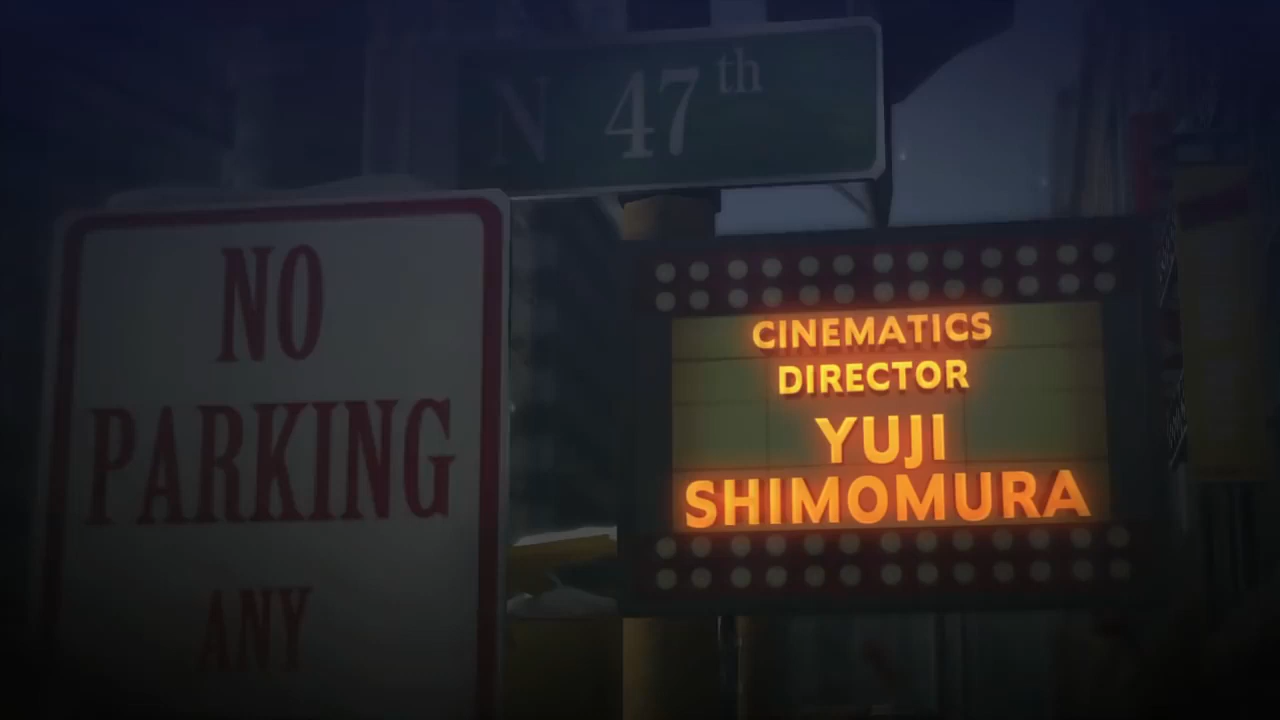 N 47th
NO
PARKING
ANY
CINEMATICS
DIRECTOR
YUJI
SHIMOMURA